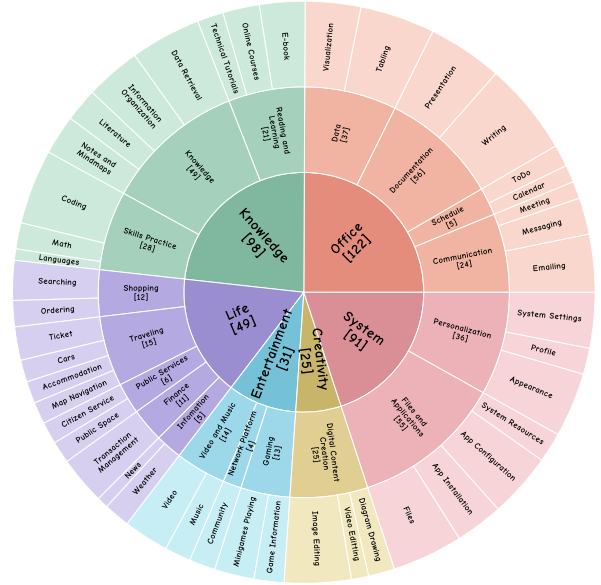 Office
[122]
Data
[37]
Visualization
Tabling
Documentation
[56]
Presentation
Writing
Schedule
[5]
ToDo
Calendar
Communication
[24]
Meeting
Messaging
Emailing
System
[91]
Personalization
[36]
System Settings
Profile
Appearance
Files and
Applications
[55]
System Resources
App Configuration
App Installation
Files
Creativity
[25]
Digital Content
Creation
[25]
Diagram Drawing
Video Editting
Image Editing
Entertainment
[31]
Gaming
[13]
Game Information
Minigames Playing
Network Platform
[4]
Community
Video and Music
[14]
Music
Video
Life
[49]
Infomation
[5]
Weather
News
Finance
[11]
Transaction
Management
Public Services
[6]
Public Space
Citizen Service
Traveling
[15]
Map Navigation
Accommodation
Cars
Ticket
Shopping
[12]
Ordering
Searching
Knowledge
[98]
Skills Practice
[28]
Languages
Math
Coding
Knowledge
[49]
Notes and
Mindmaps
Literature
Information
Organization
Data Retrieval
Reading and
Learning
[21]
Technical Tutorials
Online Courses
E-book